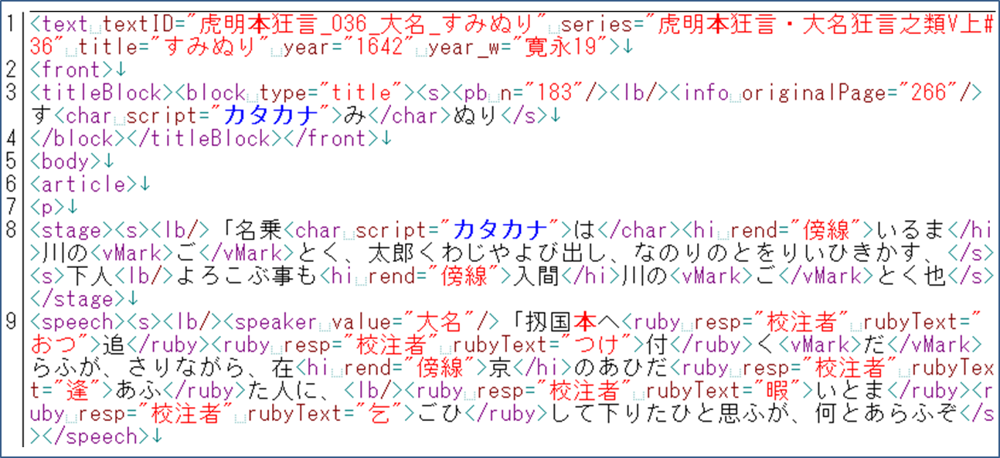 1 <text textID="虎明本狂言_036_大名_すみぬり" series="虎明本狂言・大名狂言之類V上#
36" title="すみぬり" year="1642" year_w="寛永19">↓
2 <front>↓
3 <titleBlock><block type="title"><s><pb n="183"/><lb/><info originalPage="266"/>
す<char script="カタカナ">み</char>ぬり</s>↓
4 </block></titleBlock></front>↓
5 <body>↓
6 <article>↓
7 <p>↓
8 <stage><s><lb/>「名乗<char script="カタカナ">は</char><hi rend="傍線">いるま</hi
>川の<vMark>ご</vMark>とく、太郎くわじやよび出し、なのりのとをりいひきかす、</s>
<s>下人<lb/>よろこぶ事も<hi rend="傍線">入間</hi>川の<vMark>ご</vMark>とく也</s>
</stage>↓
9 <speech><s><lb/><speaker value="大名"/>「扨国本へ<ruby resp="校注者" rubyText="
おつ">追</ruby><ruby resp="校注者" rubyText="つけ">付</ruby>く<vMark>だ</vMark>
らふが、さりながら、在<hi rend="傍線">京</hi>のあひだ<ruby resp="校注者" rubyTex
t="逢">あふ</ruby>た人に、<lb/><ruby resp="校注者" rubyText="暇">いとま</ruby><r
uby resp="校注者" rubyText="乞">ごひ</ruby>して下りたひと思ふが、何とあらふぞ</s
></speech>↓